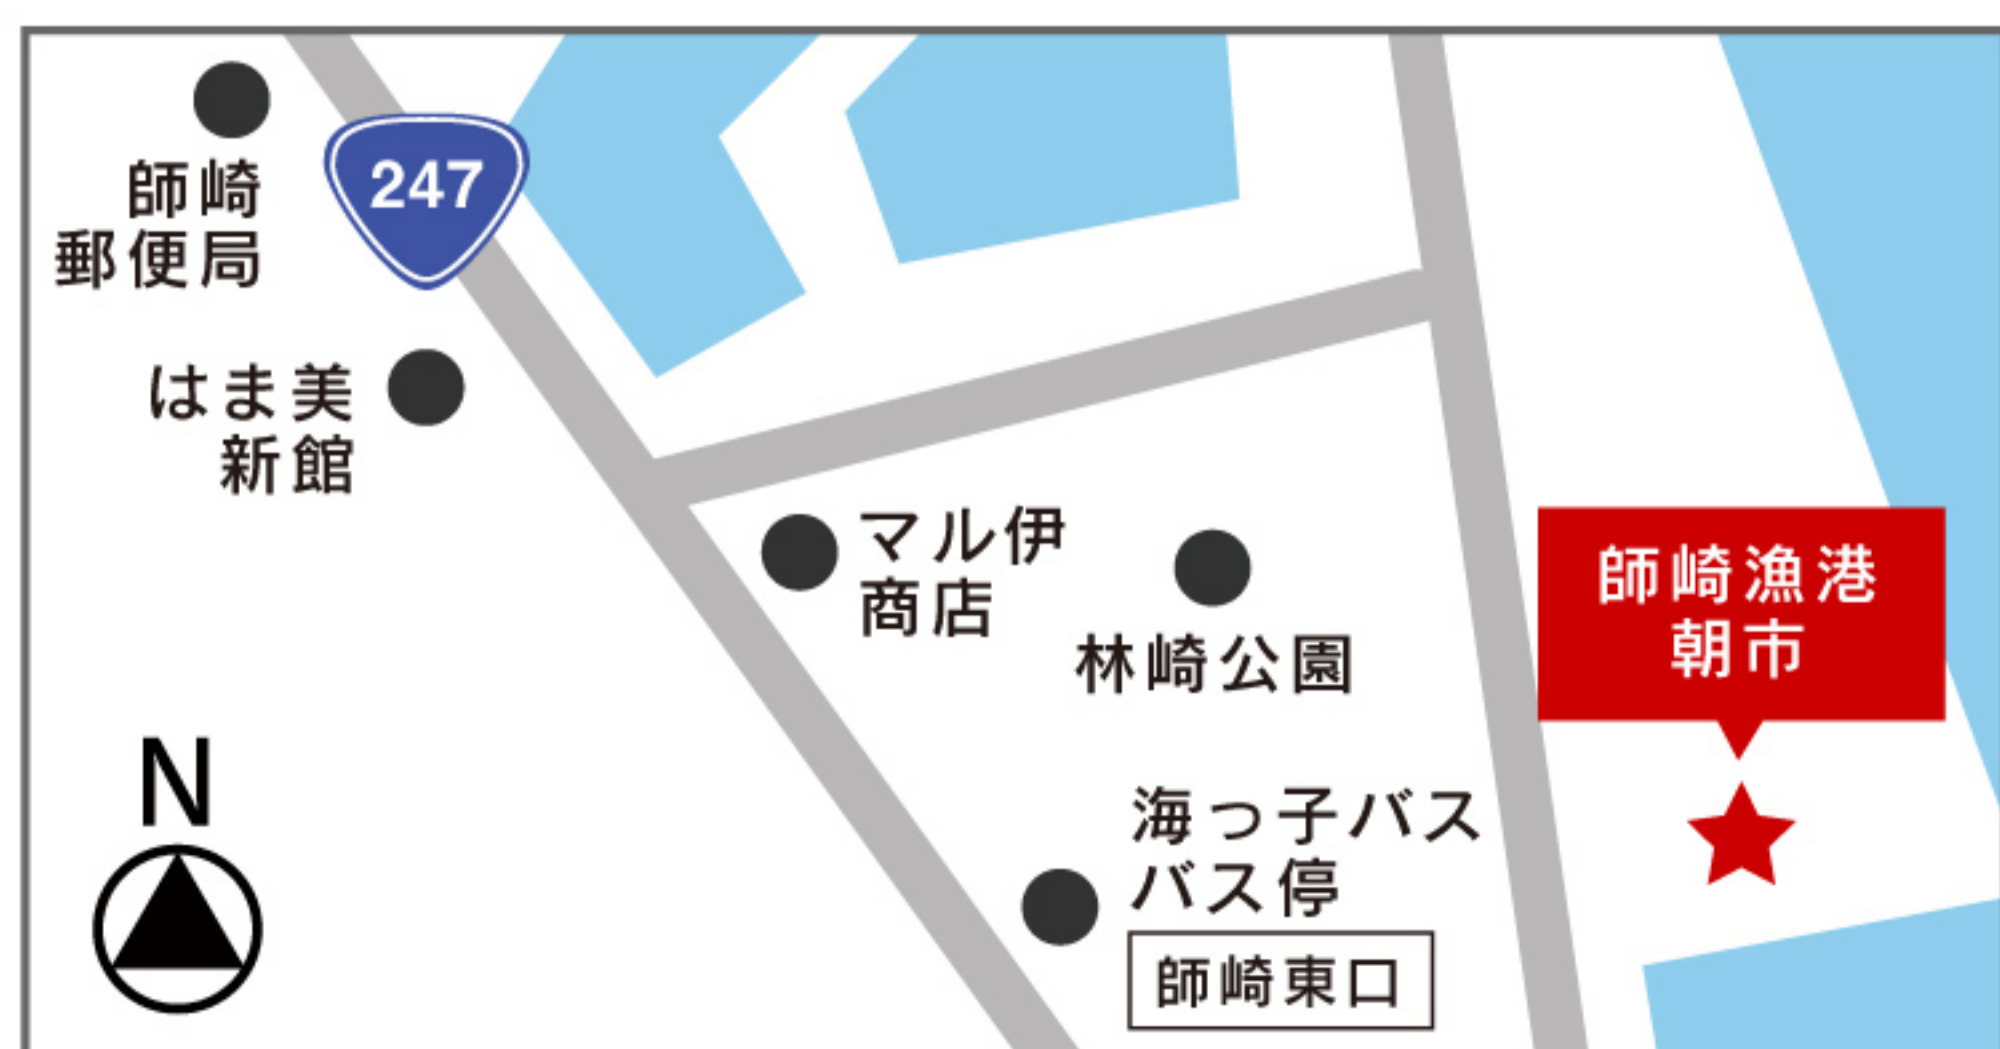 師崎
郵便局
247
はま美
新館
マル伊
商店
林崎公園
師崎漁港
朝市
海っ子バス
バス停
師崎東口
N